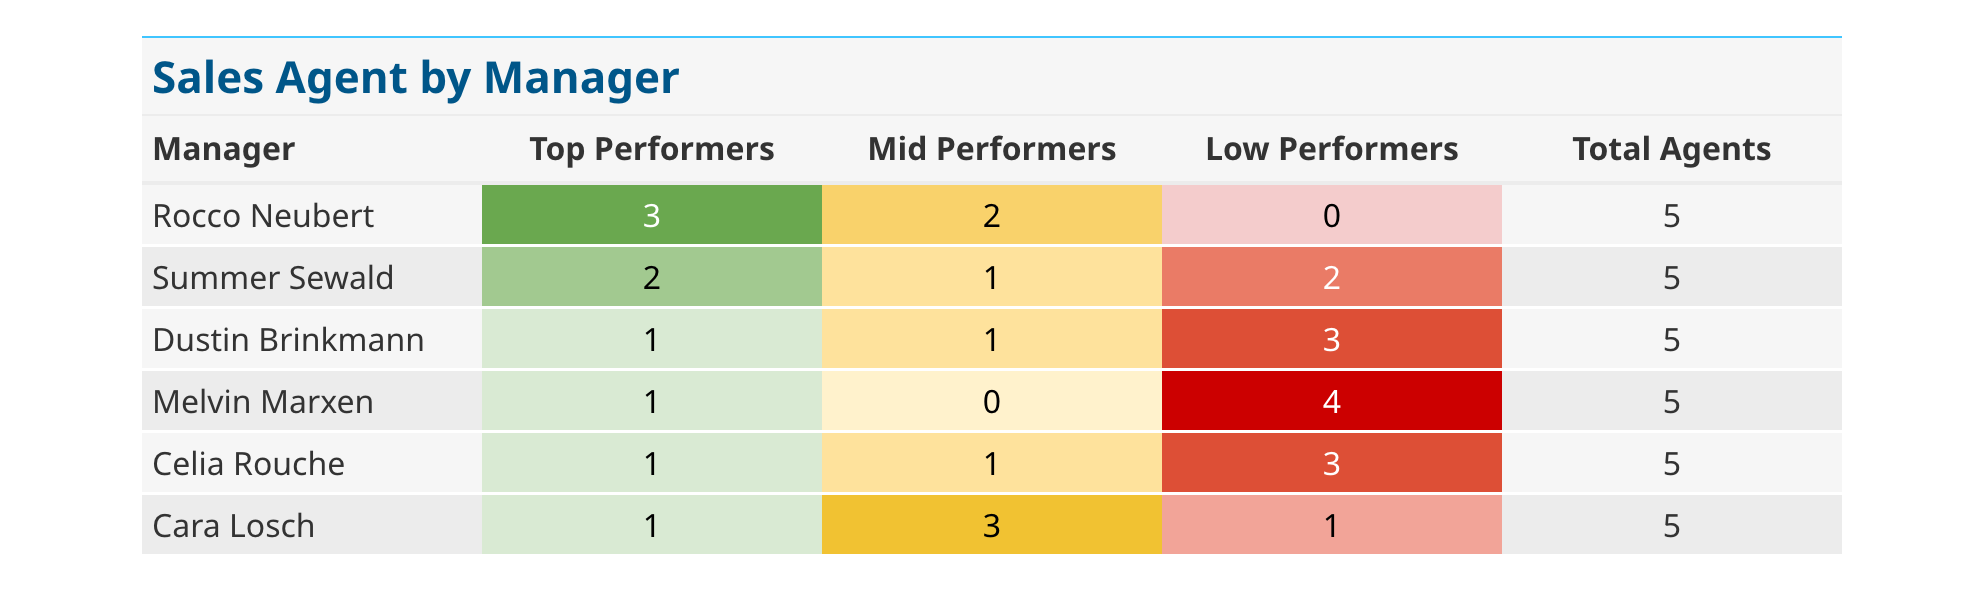 Sales Agent by Manager
Manager Top Performers Mid Performers Low Performers Total Agents
Rocco Neubert 3 2 0 5
Summer Sewald 2 1 2 5
Dustin Brinkmann 1 1 3 5
Melvin Marxen 1 0 4 5
Celia Rouche 1 1 3 5
Cara Losch 1 3 1 5